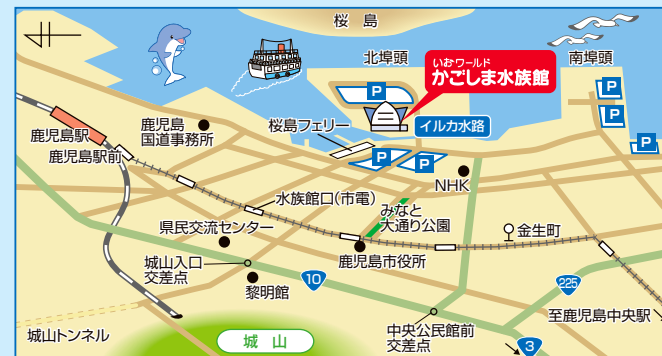 桜島
北埠頭
南埠頭
いおワールド
かごしま水族館
P
P
P
P
P
P
イルカ水路
鹿児島
国道事務所
桜島フェリー
鹿児島駅
鹿児島駅前
NHK
水族館口(市電)
みなと
大通り公園
県民交流センター
金生町
鹿児島市役所
城山入口
交差点
10
225
黎明館
至鹿児島中央駅
城山トンネル
城山
中央公民館前
交差点
3